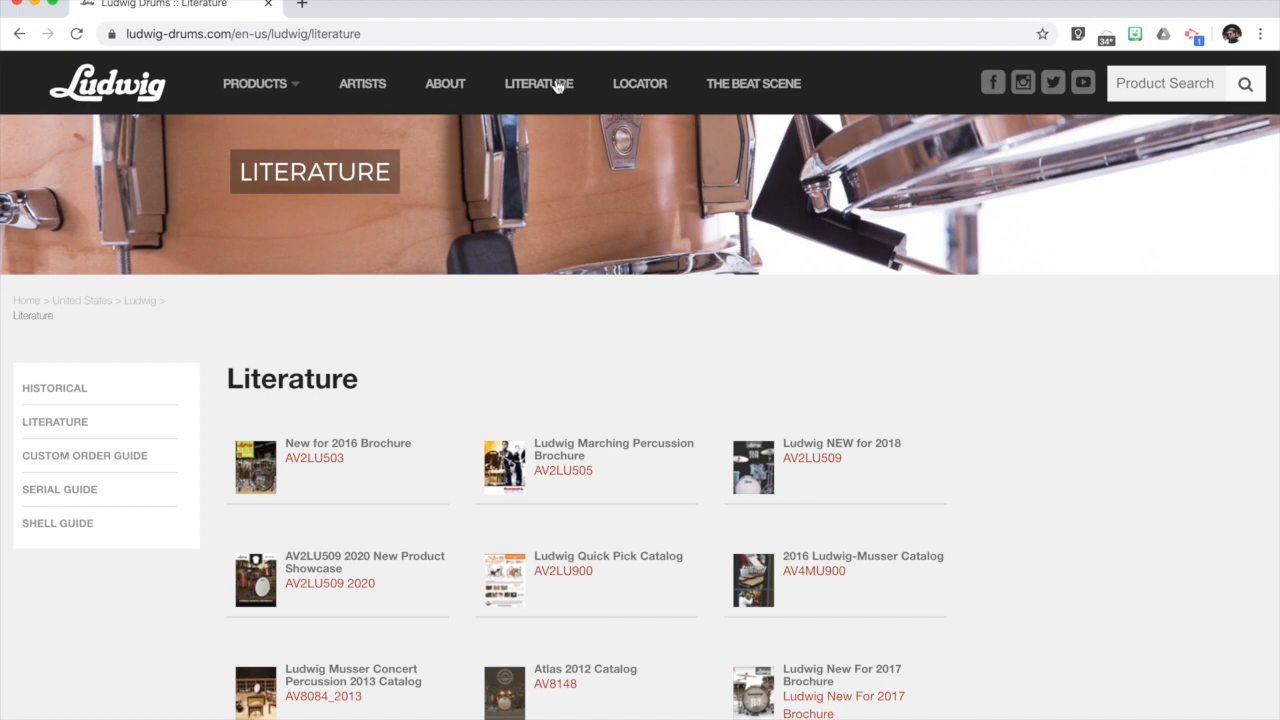 Ludwig Drums :: Literature
ludwig-drums.com/en-us/ludwig/literature
34°
1
Ludwig
PRODUCTS
ARTISTS
ABOUT
LITERATURE
LOCATOR
THE BEAT SCENE
Product Search
LITERATURE
Home > United States > Ludwig >
Literature
HISTORICAL
LITERATURE
CUSTOM ORDER GUIDE
SERIAL GUIDE
SHELL GUIDE
Literature
New for 2016 Brochure
AV2LU503
Ludwig Marching Percussion
Brochure
AV2LU505
Ludwig NEW for 2018
AV2LU509
AV2LU509 2020 New Product
Showcase
AV2LU509 2020
Ludwig Quick Pick Catalog
AV2LU900
2016 Ludwig-Musser Catalog
AV4MU900
Ludwig Musser Concert
Percussion 2013 Catalog
AV8084_2013
Atlas 2012 Catalog
AV8148
Ludwig New For 2017
Brochure
Ludwig New For 2017
Brochure